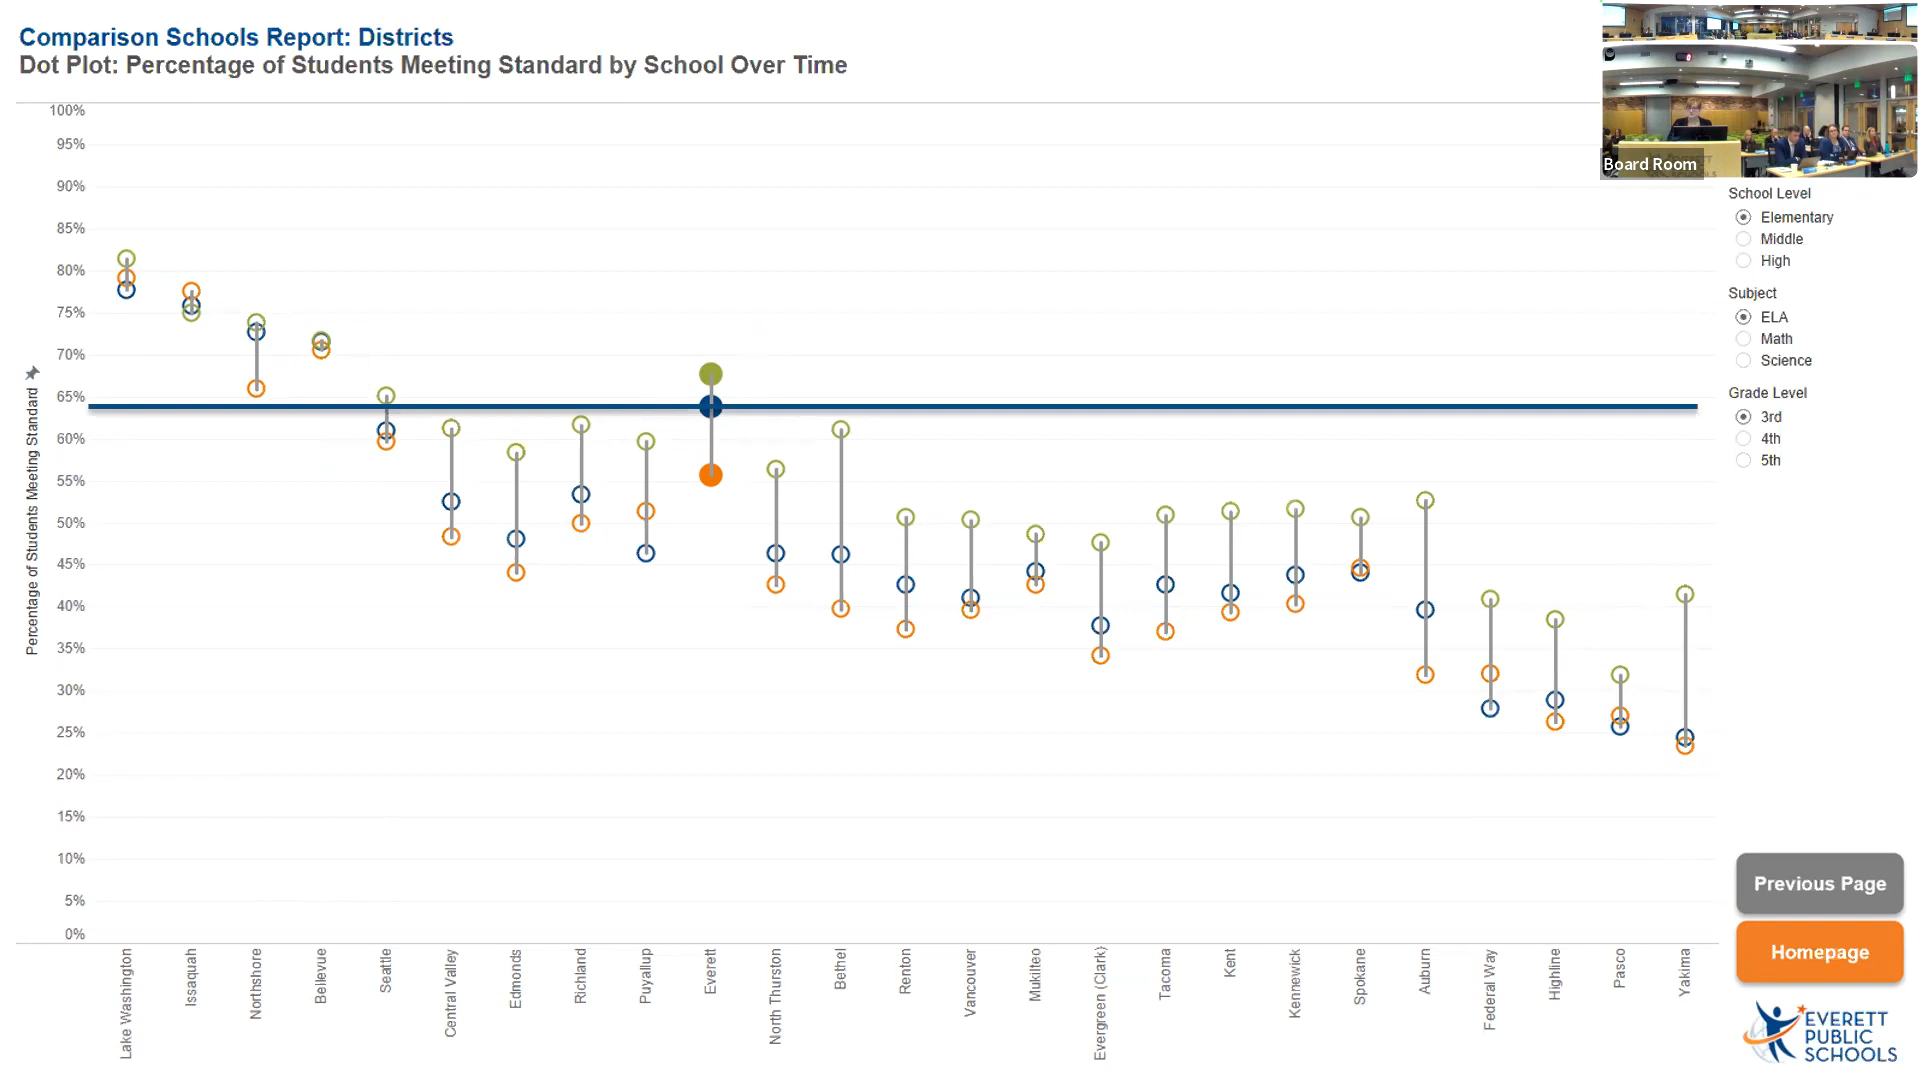 Comparison Schools Report: Districts
Dot Plot: Percentage of Students Meeting Standard by School Over Time
Board Room
100%
95%
90%
85%
80%
75%
70%
65%
60%
55%
50%
45%
40%
35%
30%
25%
20%
15%
10%
5%
0%
Percentage of Students Meeting Standard
Lake Washington
Issaquah
Northshore
Bellevue
Seattle
Central Valley
Edmonds
Richland
Puyallup
Everett
North Thurston
Bethel
Renton
Vancouver
Mukilteo
Evergreen (Clark)
Tacoma
Kent
Kennewick
Spokane
Auburn
Federal Way
Highline
Pasco
Yakima
School Level
Elementary
Middle
High
Subject
ELA
Math
Science
Grade Level
3rd
4th
5th
Previous Page
Homepage
EVERETT
PUBLIC
SCHOOLS